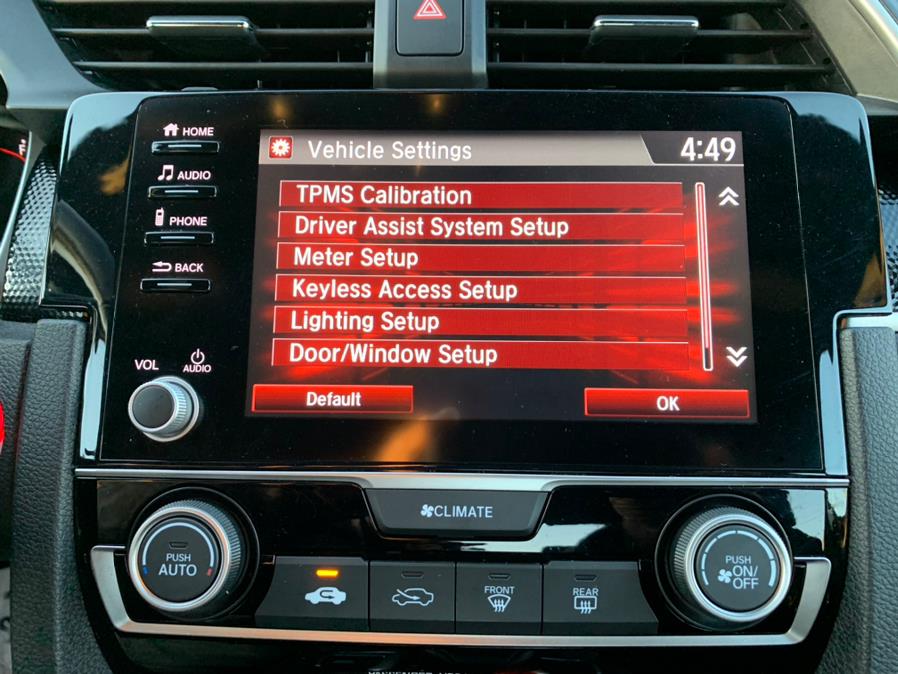 HOME
Vehicle Settings
4:49
AUDIO
TPMS Calibration
PHONE
Driver Assist System Setup
Meter Setup
BACK
Keyless Access Setup
Lighting Setup
Door/Window Setup
VOL
AUDIO
Default
OK
CLIMATE
PUSH
AUTO
FRONT
REAR
PUSH
ON/
OFF